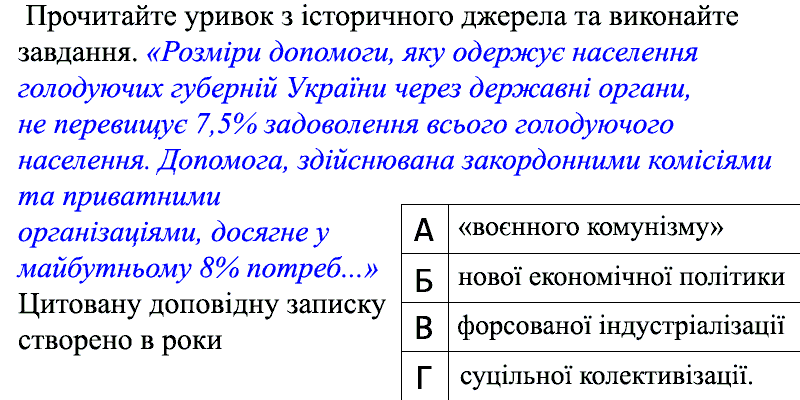 Прочитайте уривок з історичного джерела та виконайте
завдання. «Розміри допомоги, яку одержує населення
голодуючих губерній України через державні органи,
не перевищує 7,5% задоволення всього голодуючого
населення. Допомога, здійснювана закордонними комісіями
та приватними
організаціями, досягне у
майбутньому 8% потреб...»
Цитовану доповідну записку
створено в роки
А «воєнного комунізму»
Б нової економічної політики
В форсованої індустріалізації
Г суцільної колективізації.